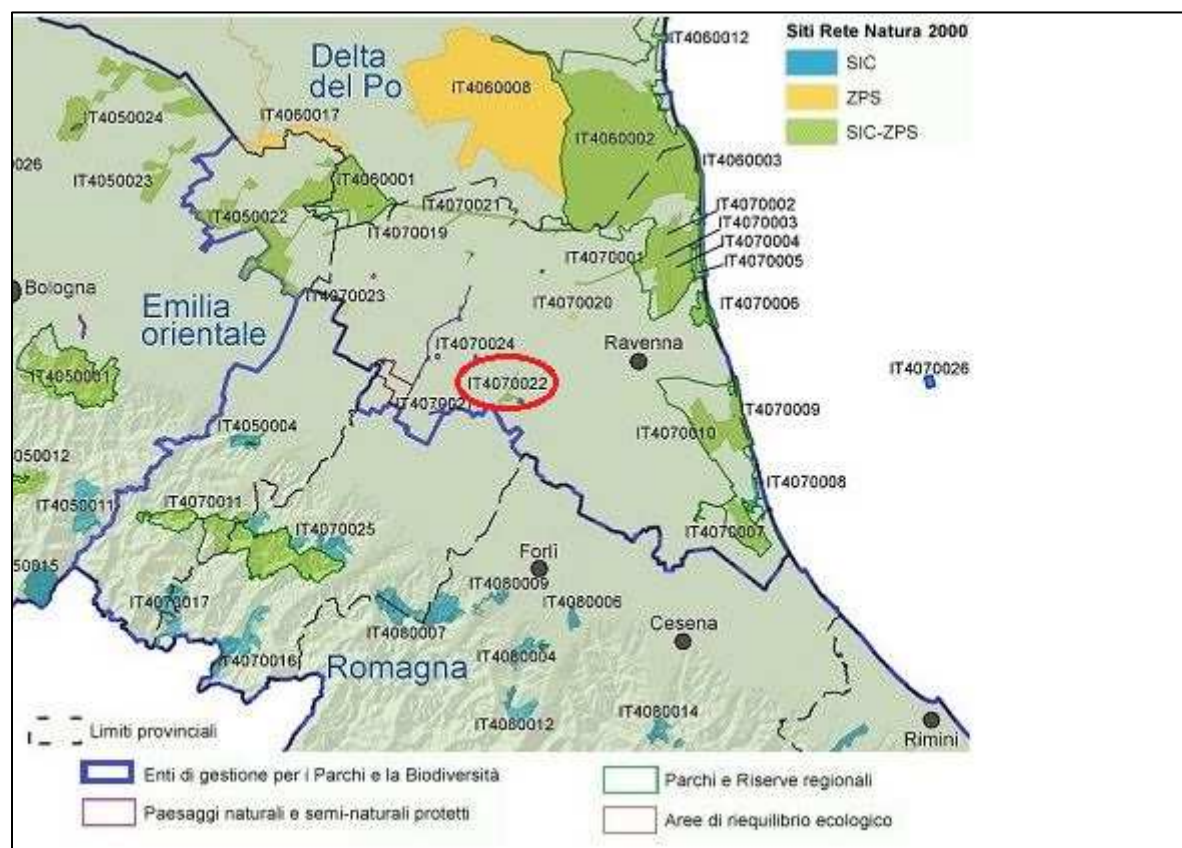 Siti Rete Natura 2000
SIC
ZPS
SIC-ZPS
IT4060012
Delta
del Po
IT4060008
IT4050024
IT4060017
IT4060002
IT4060003
0026
IT4050023
IT4060001
IT4070021
IT4070002
IT4050022
IT4070003
IT4070019
IT4070004
IT4070001
IT4070005
Bologna
IT4070023
IT4070020
IT4070006
Emilia
orientale
IT4070024
Ravenna
IT4050001
IT4070022
IT4070026
IT4070009
IT4050004
IT4070010
050012
IT4070008
IT4050011
IT4070011
IT4070025
IT4070007
Forlì
050015
IT4080009
IT4070017
IT4080006
IT4080007
Cesena
IT4070016
IT4080004
Romagna
IT4080012
IT4080014
Limiti provinciali
Rimini
Enti di gestione per i Parchi e la Biodiversità
Parchi e Riserve regionali
Paesaggi naturali e semi-naturali protetti
Aree di riequilibrio ecologico